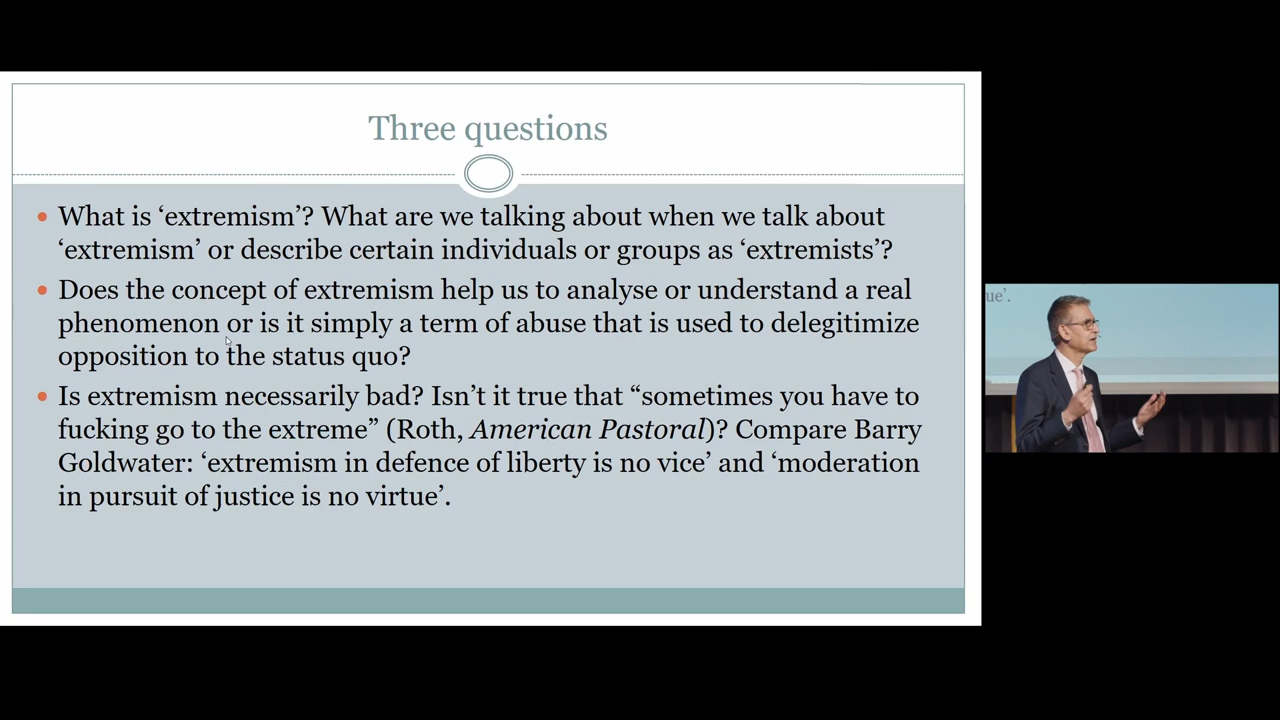 Three questions
• What is ‘extremism’? What are we talking about when we talk about
‘extremism’ or describe certain individuals or groups as ‘extremists’?
• Does the concept of extremism help us to analyse or understand a real
phenomenon or is it simply a term of abuse that is used to delegitimize
opposition to the status quo?
• Is extremism necessarily bad? Isn’t it true that “sometimes you have to
fucking go to the extreme” (Roth, American Pastoral)? Compare Barry
Goldwater: ‘extremism in defence of liberty is no vice’ and ‘moderation
in pursuit of justice is no virtue’.
ue’.